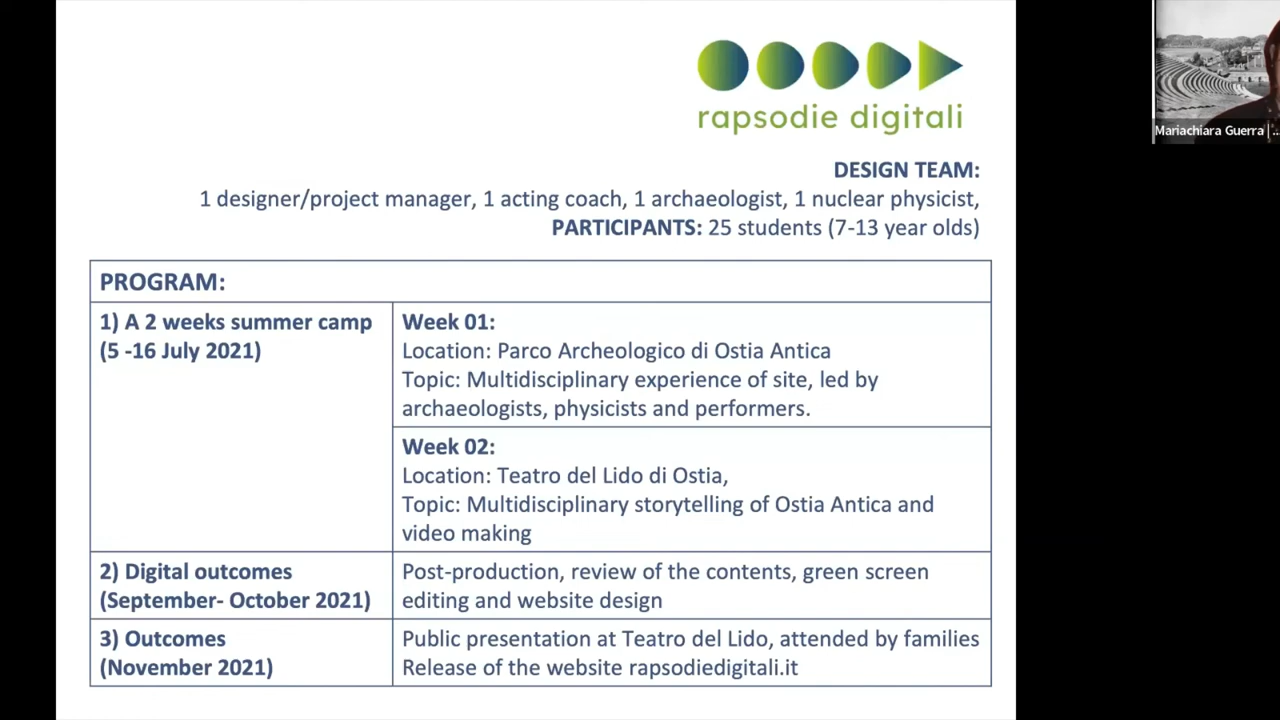 rapsodie digitali
Mariachiara Guerra | ...
DESIGN TEAM:
1 designer/project manager, 1 acting coach, 1 archaeologist, 1 nuclear physicist,
PARTICIPANTS: 25 students (7-13 year olds)
PROGRAM:
1) A 2 weeks summer camp
(5 -16 July 2021)
Week 01:
Location: Parco Archeologico di Ostia Antica
Topic: Multidisciplinary experience of site, led by
archaeologists, physicists and performers.
Week 02:
Location: Teatro del Lido di Ostia,
Topic: Multidisciplinary storytelling of Ostia Antica and
video making
2) Digital outcomes
(September- October 2021)
Post-production, review of the contents, green screen
editing and website design
3) Outcomes
(November 2021)
Public presentation at Teatro del Lido, attended by families
Release of the website rapsodiedigitali.it